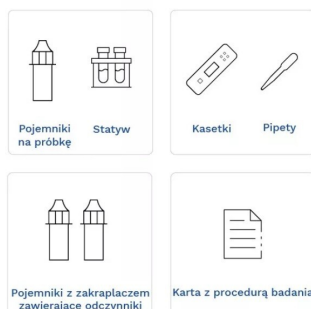 Pojemniki
na próbkę
Statyw
Kasetki
Pipety
Pojemniki z zakraplaczem
zawierające odczynniki
Karta z procedurą badania